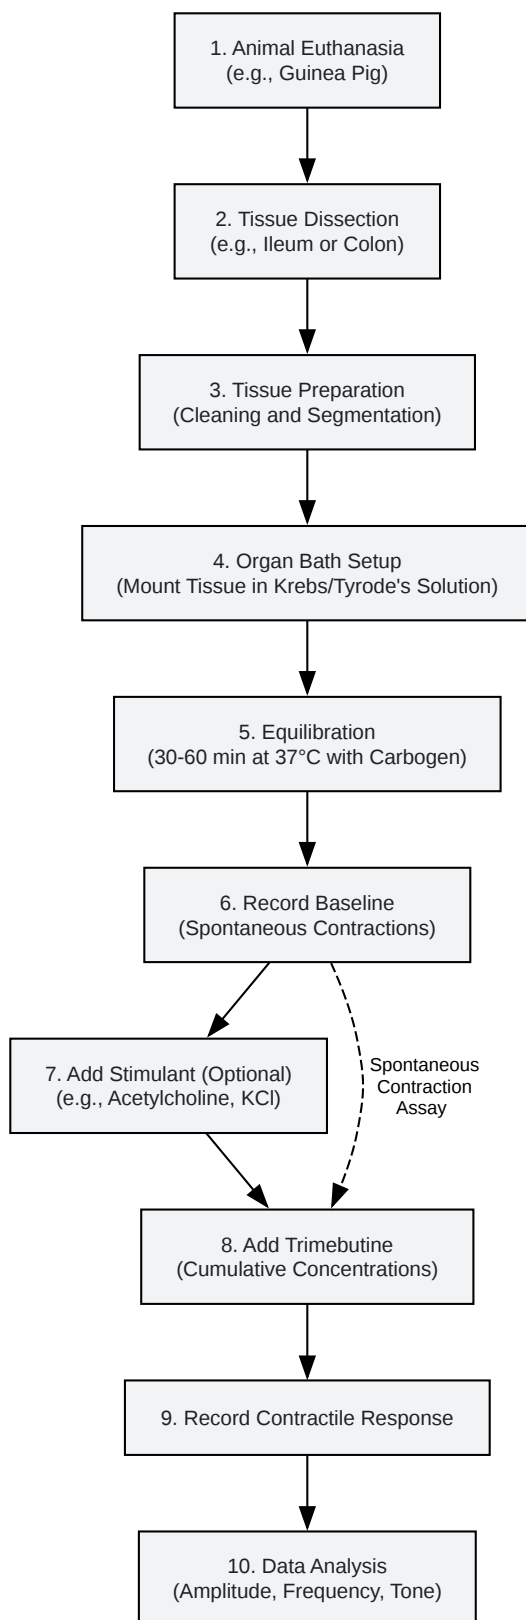 1. Animal Euthanasia
(e.g., Guinea Pig)
2. Tissue Dissection
(e.g., Ileum or Colon)
3. Tissue Preparation
(Cleaning and Segmentation)
4. Organ Bath Setup
(Mount Tissue in Krebs/Tyrode's Solution)
5. Equilibration
(30-60 min at 37°C with Carbogen)
6. Record Baseline
(Spontaneous Contractions)
7. Add Stimulant (Optional)
(e.g., Acetylcholine, KCl)
Spontaneous
Contraction
Assay
8. Add Trimebutine
(Cumulative Concentrations)
9. Record Contractile Response
10. Data Analysis
(Amplitude, Frequency, Tone)